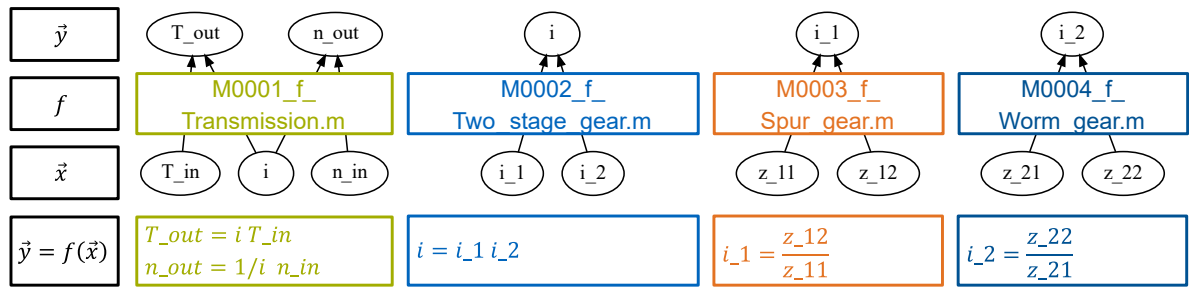 y⃗ T_out n_out i i_1 i_2
f M0001_f_ M0002_f_ M0003_f_ M0004_f_
Transmission.m Two_stage_gear.m Spur_gear.m Worm_gear.m
x⃗ T_in i n_in i_1 i_2 z_11 z_12 z_21 z_22
y⃗ = f(x⃗)
T_out = i T_in
n_out = 1/i n_in
i = i_1 i_2
i_1 = z_12
z_11
i_2 = z_22
z_21